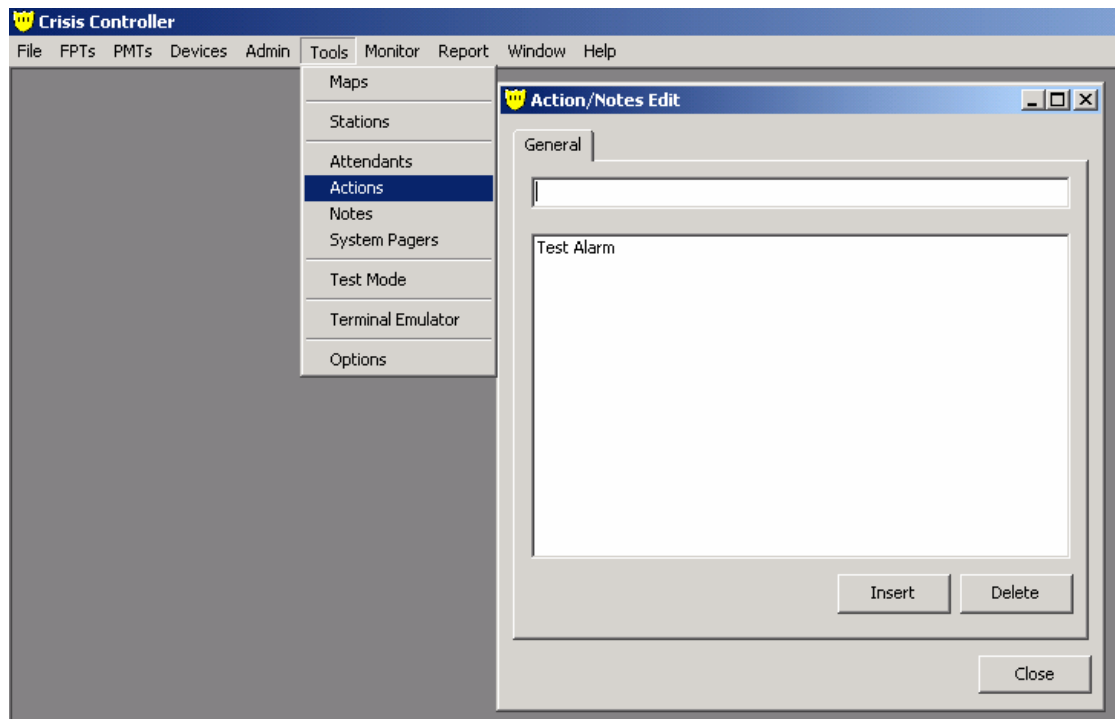 Crisis Controller
File FPTs PMTs Devices Admin Tools Monitor Report Window Help
Maps
Stations
Attendants
Actions
Notes
System Pagers
Test Mode
Terminal Emulator
Options
Action/Notes Edit
General
Test Alarm
Insert Delete
Close